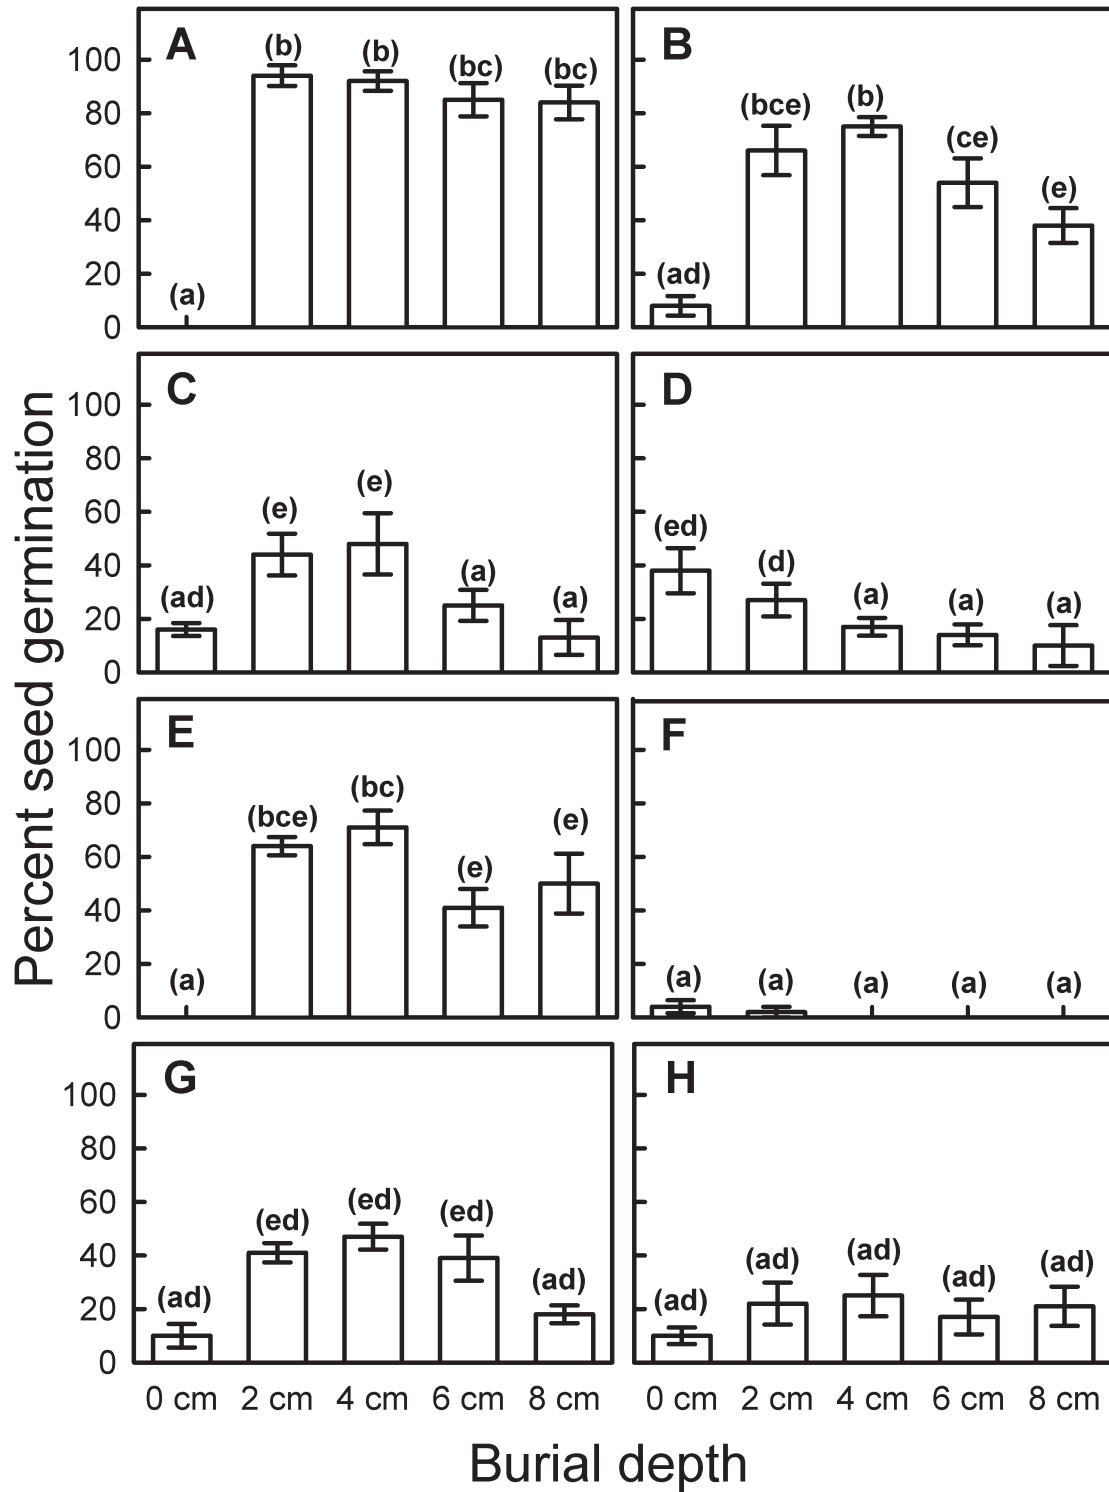 A
100
80
60
40
20
0
(a)
(b)
(b)
(bc)
(bc)
B
(ad)
(bce)
(b)
(ce)
(e)
C
100
80
60
40
20
0
(ad)
(e)
(e)
(a)
(a)
D
(ed)
(d)
(a)
(a)
(a)
Percent seed germination
E
100
80
60
40
20
0
(a)
(bce)
(bc)
(e)
(e)
F
(a)
(a)
(a)
(a)
(a)
G
100
80
60
40
20
0
(ad)
(ed)
(ed)
(ed)
(ad)
H
(ad)
(ad)
(ad)
(ad)
(ad)
0 cm 2 cm 4 cm 6 cm 8 cm
0 cm 2 cm 4 cm 6 cm 8 cm
Burial depth